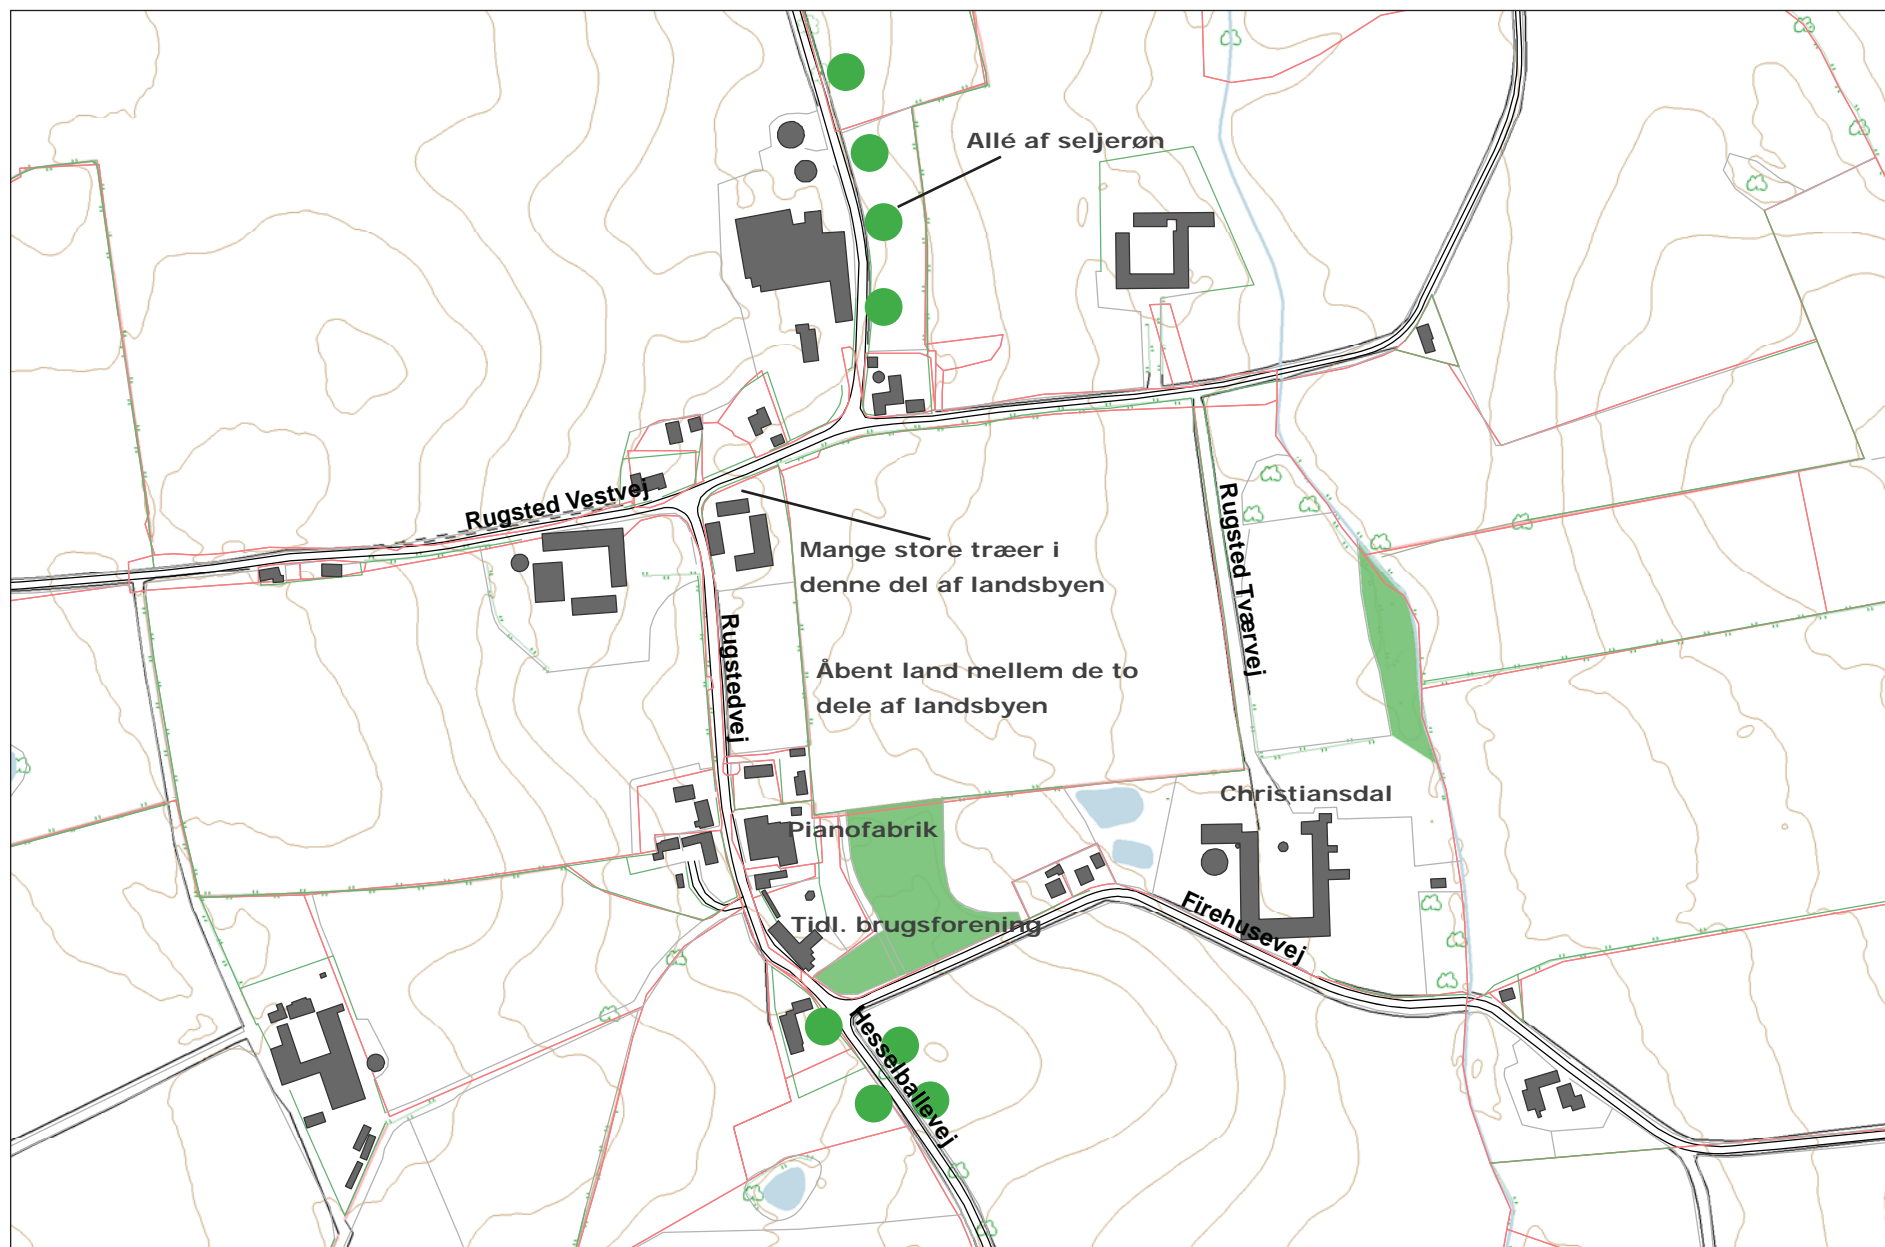 Allé af seljerøn
Rugsted Vestvej
Rugsted Tværvej
Mange store træer i
denne del af landsbyen
Rugstedvej
Åbent land mellem de to
dele af landsbyen
Christiansdal
Pianofabrik
Firehusevej
Tidl. brugsforening
Hesselballevej